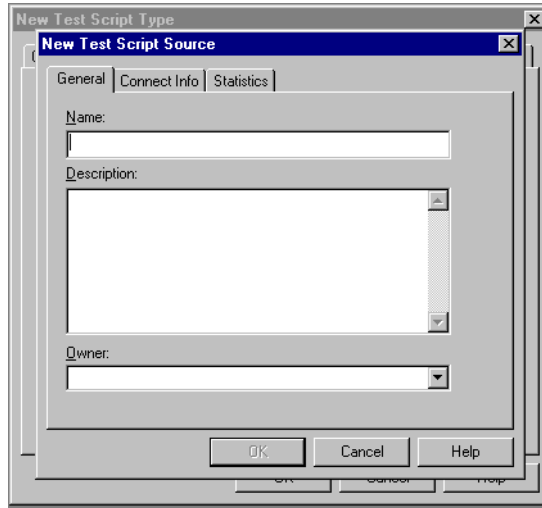 New Test Script Type
New Test Script Source
General Connect Info Statistics
Name:
Description:
Owner:
OK Cancel Help